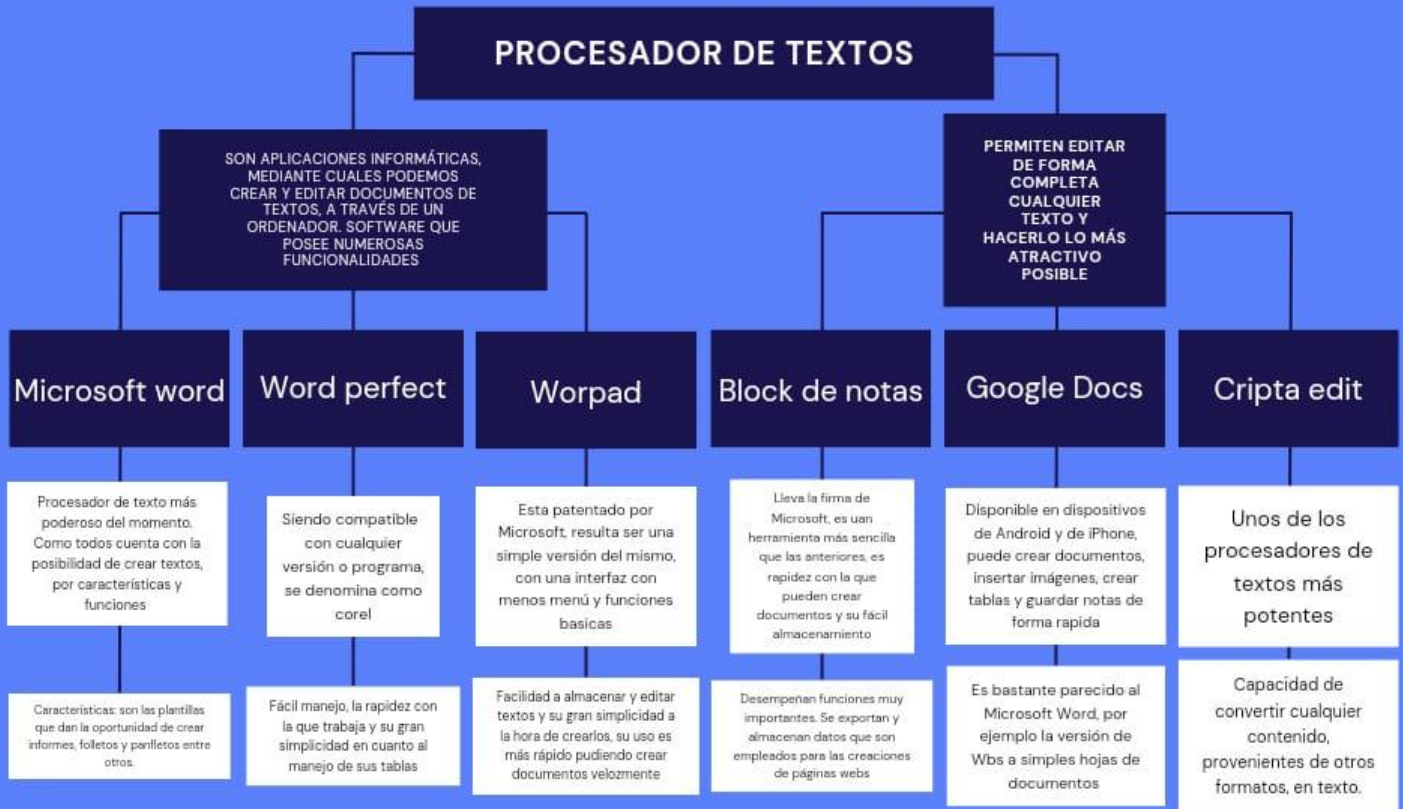 PROCESADOR DE TEXTOS
SON APLICACIONES INFORMÁTICAS,
MEDIANTE CUALES PODEMOS
CREAR Y EDITAR DOCUMENTOS DE
TEXTOS, A TRAVÉS DE UN
ORDENADOR. SOFTWARE QUE
POSEE NUMEROSAS
FUNCIONALIDADES
PERMITEN EDITAR
DE FORMA
COMPLETA
CUALQUIER
TEXTO Y
HACERLO LO MÁS
ATRACTIVO
POSIBLE
Microsoft word
Word perfect
Worpad
Block de notas
Google Docs
Cripta edit
Procesador de texto más
poderoso del momento.
Como todos cuenta con la
posibilidad de crear textos,
por características y
funciones
Siendo compatible
con cualquier
versión o programa,
se denomina como
corel
Esta patentado por
Microsoft, resulta ser una
simple versión del mismo,
con una interfaz con
menos menú y funciones
basicas
Lleva la firma de
Microsoft, es uan
herramienta más sencilla
que las anteriores, es
rapidez con la que
pueden crear
documentos y su fácil
almacenamiento
Disponible en dispositivos
de Android y de iPhone,
puede crear documentos,
insertar imágenes, crear
tablas y guardar notas de
forma rapida
Unos de los
procesadores de
textos más
potentes
Características: son las plantillas
que dan la oportunidad de crear
informes, folletos y panfletos entre
otros.
Fácil manejo, la rapidez con
la que trabaja y su gran
simplicidad en cuanto al
manejo de sus tablas
Facilidad a almacenar y editar
textos y su gran simplicidad a
la hora de crearlos, su uso es
más rápido pudiendo crear
documentos velozmente
Desempeñan funciones muy
importantes. Se exportan y
almacenan datos que son
empleados para las creaciones
de páginas webs
Es bastante parecido al
Microsoft Word, por
ejemplo la versión de
Wbs a simples hojas de
documentos
Capacidad de
convertir cualquier
contenido,
provenientes de otros
formatos, en texto.